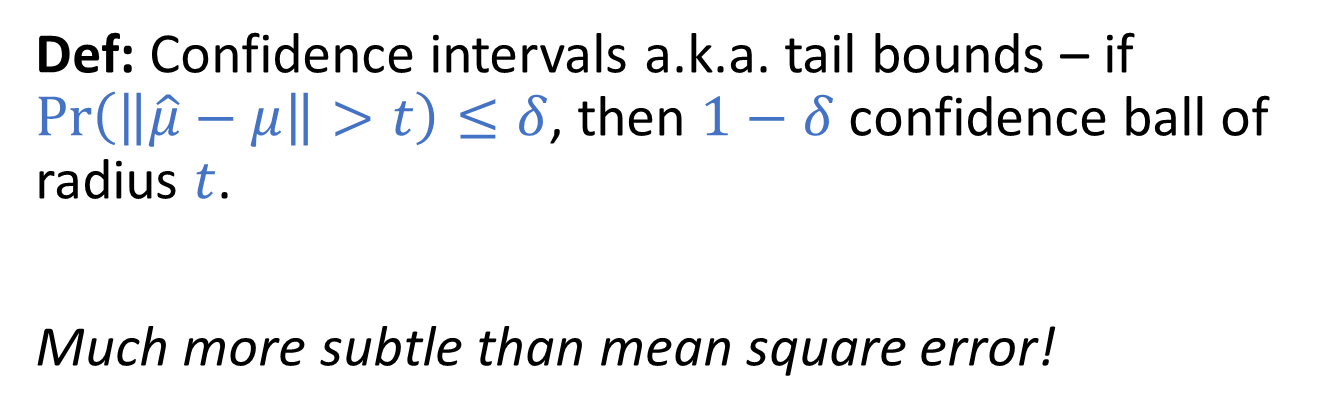 Def: Confidence intervals a.k.a. tail bounds – if
Pr(‖μ̂ − μ‖ > t) ≤ δ, then 1 − δ confidence ball of
radius t.
Much more subtle than mean square error!